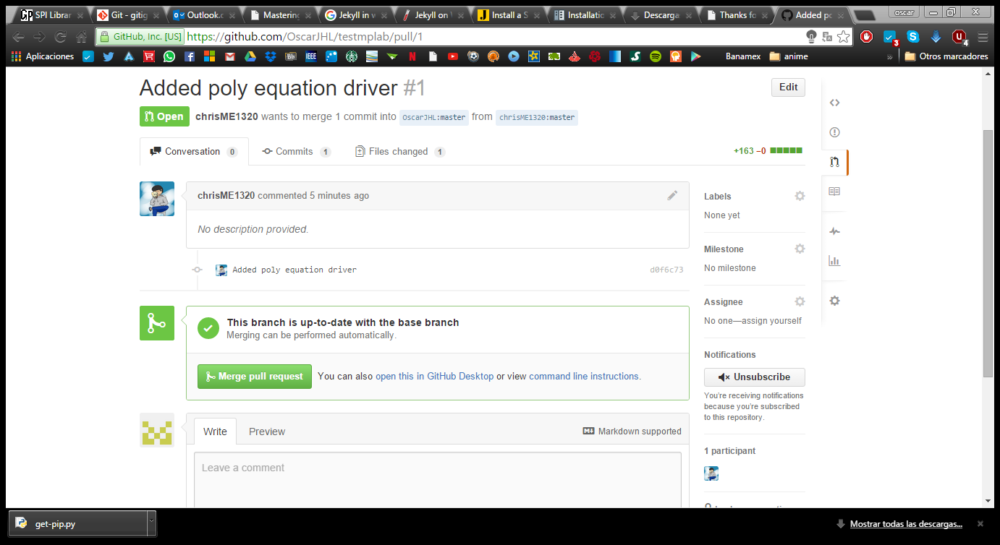 SPI Librar
Git - gitig
Outlook.c
Mastering
Jekyll in w
Jekyll on
Install a S
Installatio
Descarga
Thanks fo
Added po
oscar
GitHub, Inc. [US] https://github.com/OscarJHL/testmplab/pull/1
3
4
Aplicaciones
Bb
IEEE
N
Banamex
anime
»
Otros marcadores
Added poly equation driver #1
Edit
Open
chrisME1320 wants to merge 1 commit into OscarJHL:master from chrisME1320:master
Conversation 0
Commits 1
Files changed 1
+163 −0
chrisME1320 commented 5 minutes ago
No description provided.
Added poly equation driver
d0f6c73
This branch is up-to-date with the base branch
Merging can be performed automatically.
Merge pull request
You can also open this in GitHub Desktop or view command line instructions.
Write
Preview
Markdown supported
Leave a comment
Labels
None yet
Milestone
No milestone
Assignee
No one—assign yourself
Notifications
Unsubscribe
You're receiving notifications
because you're subscribed
to this repository.
1 participant
get-pip.py
Mostrar todas las descargas...